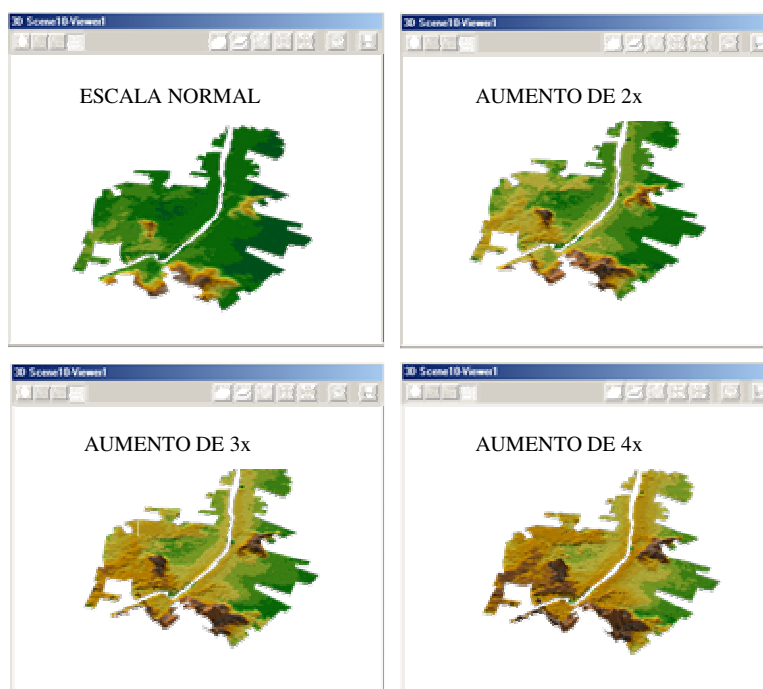 3D Scene10-Viewer1
ESCALA NORMAL
3D Scene10-Viewer1
AUMENTO DE 2x
3D Scene10-Viewer1
AUMENTO DE 3x
3D Scene10-Viewer1
AUMENTO DE 4x